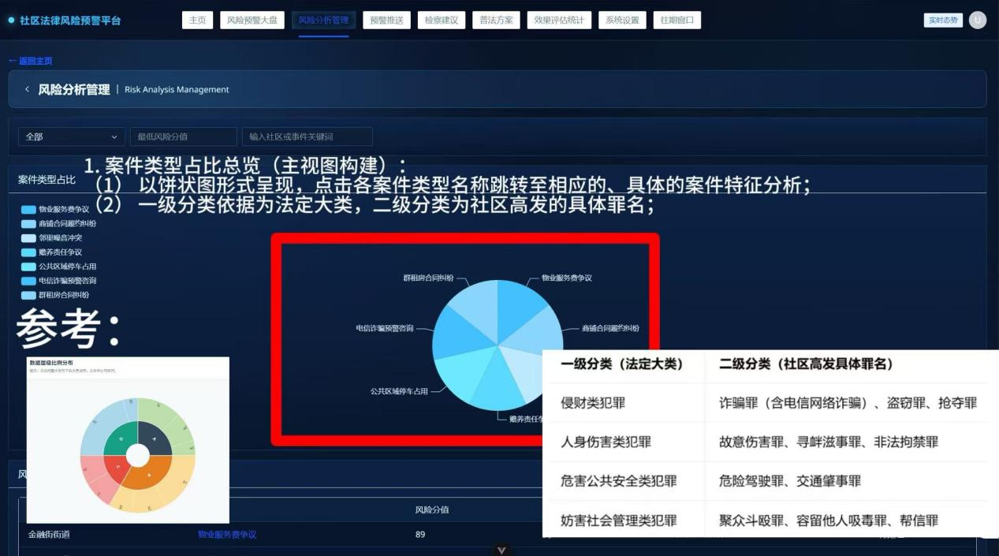 社区法律风险预警平台
主页
风险预警大盘
风险分析管理
预警推送
检察建议
普法方案
效果评估统计
系统设置
往期窗口
实时态势
U
← 返回主页
风险分析管理 | Risk Analysis Management
全部
最低风险分值
输入社区或事件关键词
1. 案件类型占比总览（主视图构建）：
（1） 以饼状图形式呈现，点击各案件类型名称跳转至相应的、具体的案件特征分析；
（2） 一级分类依据为法定大类，二级分类为社区高发的具体罪名；
案件类型占比
物业服务费争议
商铺合同履约纠纷
邻里噪音冲突
赡养责任争议
公共区域停车占用
电信诈骗预警咨询
群租房合同纠纷
参考：
数据层级比例分布
群租房合同纠纷
物业服务费争议
电信诈骗预警咨询
商铺合同履约纠纷
公共区域停车占用
赡养责任
一级分类（法定大类） 二级分类（社区高发具体罪名）
侵财类犯罪 诈骗罪（含电信网络诈骗）、盗窃罪、抢夺罪
人身伤害类犯罪 故意伤害罪、寻衅滋事罪、非法拘禁罪
危害公共安全类犯罪 危险驾驶罪、交通肇事罪
妨害社会管理类犯罪 聚众斗殴罪、容留他人吸毒罪、帮信罪
风险分值
金融街街道 物业服务费争议 89